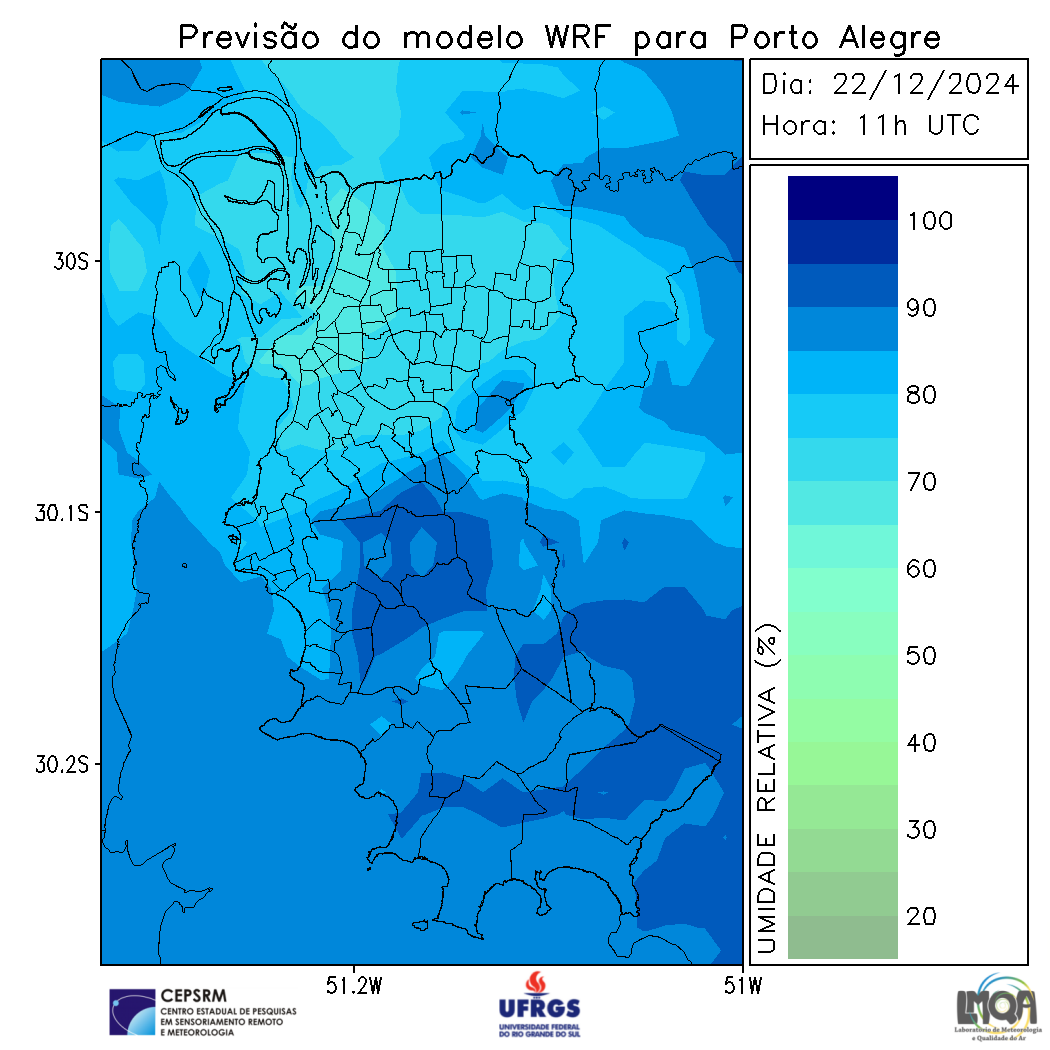 Previsão do modelo WRF para Porto Alegre
Dia: 22/12/2024
Hora: 11h UTC
30S
30.1S
30.2S
51.2W
51W
100
90
80
70
60
50
40
30
20
UMIDADE RELATIVA (%)
CEPSRM
CENTRO ESTADUAL DE PESQUISAS
EM SENSORIAMENTO REMOTO
E METEOROLOGIA
UFRGS
UNIVERSIDADE FEDERAL
DO RIO GRANDE DO SUL
LMQA
Laboratório de Meteorologia
e Qualidade do Ar